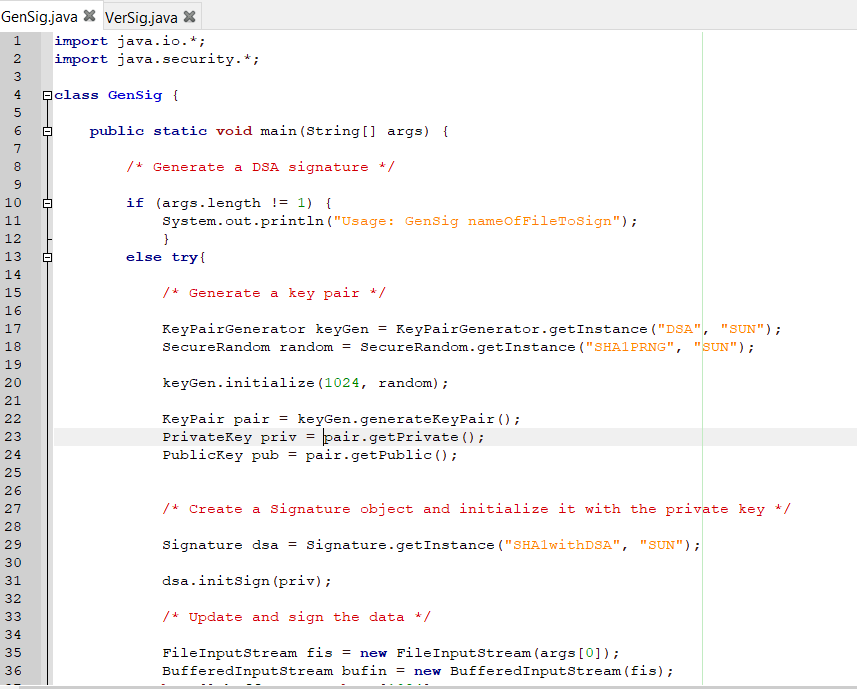 GenSig.java VerSig.java
1 import java.io.*;
2 import java.security.*;
3
4 class GenSig {
5
6 public static void main(String[] args) {
7
8 /* Generate a DSA signature */
9
10 if (args.length != 1) {
11 System.out.println("Usage: GenSig nameOfFileToSign");
12 }
13 else try{
14
15 /* Generate a key pair */
16
17 KeyPairGenerator keyGen = KeyPairGenerator.getInstance("DSA", "SUN");
18 SecureRandom random = SecureRandom.getInstance("SHA1PRNG", "SUN");
19
20 keyGen.initialize(1024, random);
21
22 KeyPair pair = keyGen.generateKeyPair();
23 PrivateKey priv = pair.getPrivate();
24 PublicKey pub = pair.getPublic();
25
26
27 /* Create a Signature object and initialize it with the private key */
28
29 Signature dsa = Signature.getInstance("SHA1withDSA", "SUN");
30
31 dsa.initSign(priv);
32
33 /* Update and sign the data */
34
35 FileInputStream fis = new FileInputStream(args[0]);
36 BufferedInputStream bufin = new BufferedInputStream(fis);